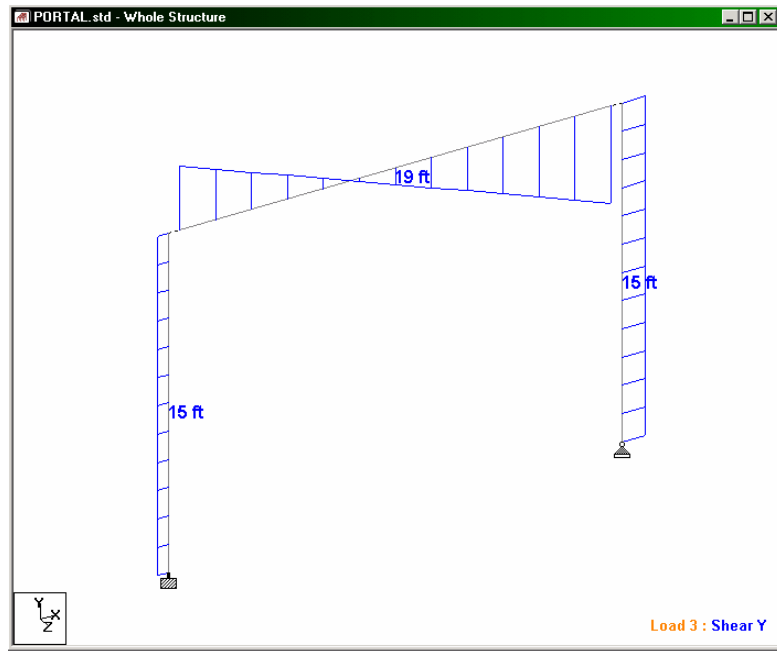 PORTAL.std - Whole Structure
19 ft
15 ft
15 ft
Y
X
Z
Load 3 : Shear Y